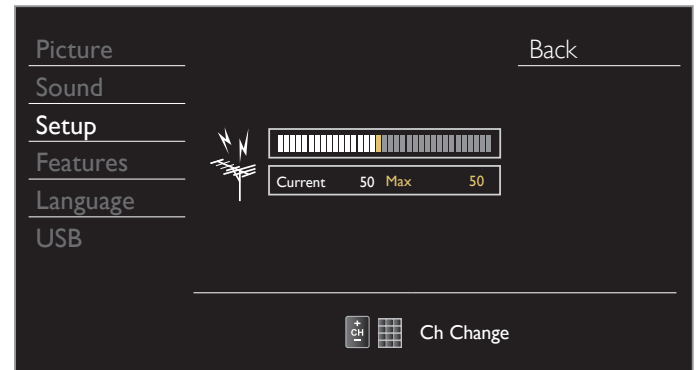 Picture
Back
Sound
Setup
Features
Language
USB
Current 50 Max 50
+
CH
−
Ch Change